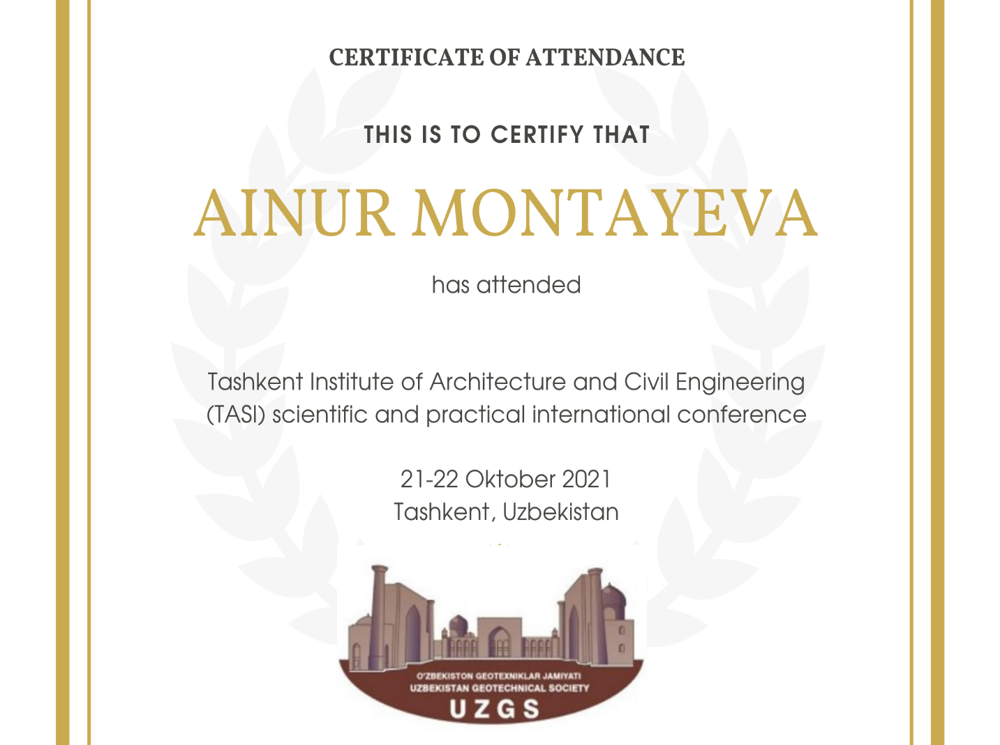 CERTIFICATE OF ATTENDANCE
THIS IS TO CERTIFY THAT
AINUR MONTAYEVA
has attended
Tashkent Institute of Architecture and Civil Engineering
(TASI) scientific and practical international conference
21-22 Oktober 2021
Tashkent, Uzbekistan
O'ZBEKISTON GEOTEXNIKLAR JAMIYATI
UZBEKISTAN GEOTECHNICAL SOCIETY
UZGS